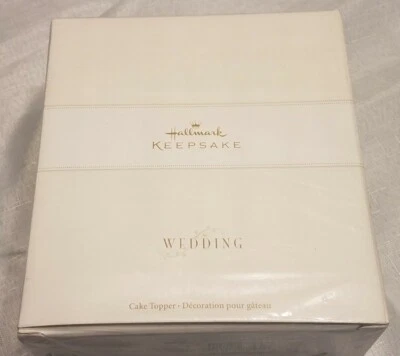 Hallmark
KEEPSAKE
WEDDING
Cake Topper • Décoration pour gâteau